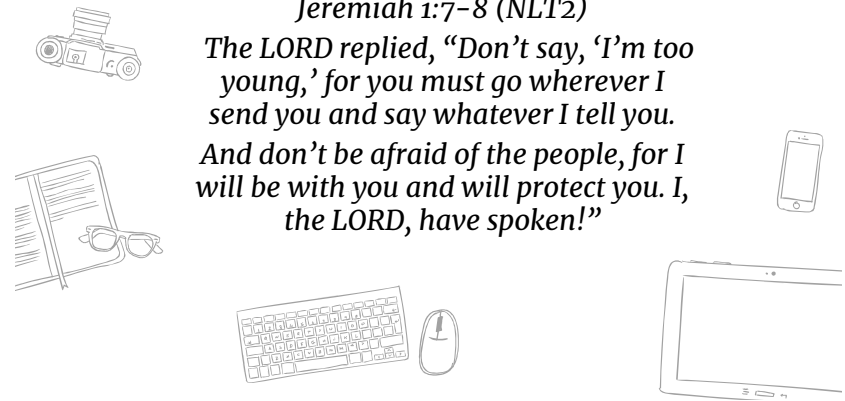 Jeremiah 1:7-8 (NLT2)
The LORD replied, “Don’t say, ‘I’m too
young,’ for you must go wherever I
send you and say whatever I tell you.
And don’t be afraid of the people, for I
will be with you and will protect you. I,
the LORD, have spoken!”